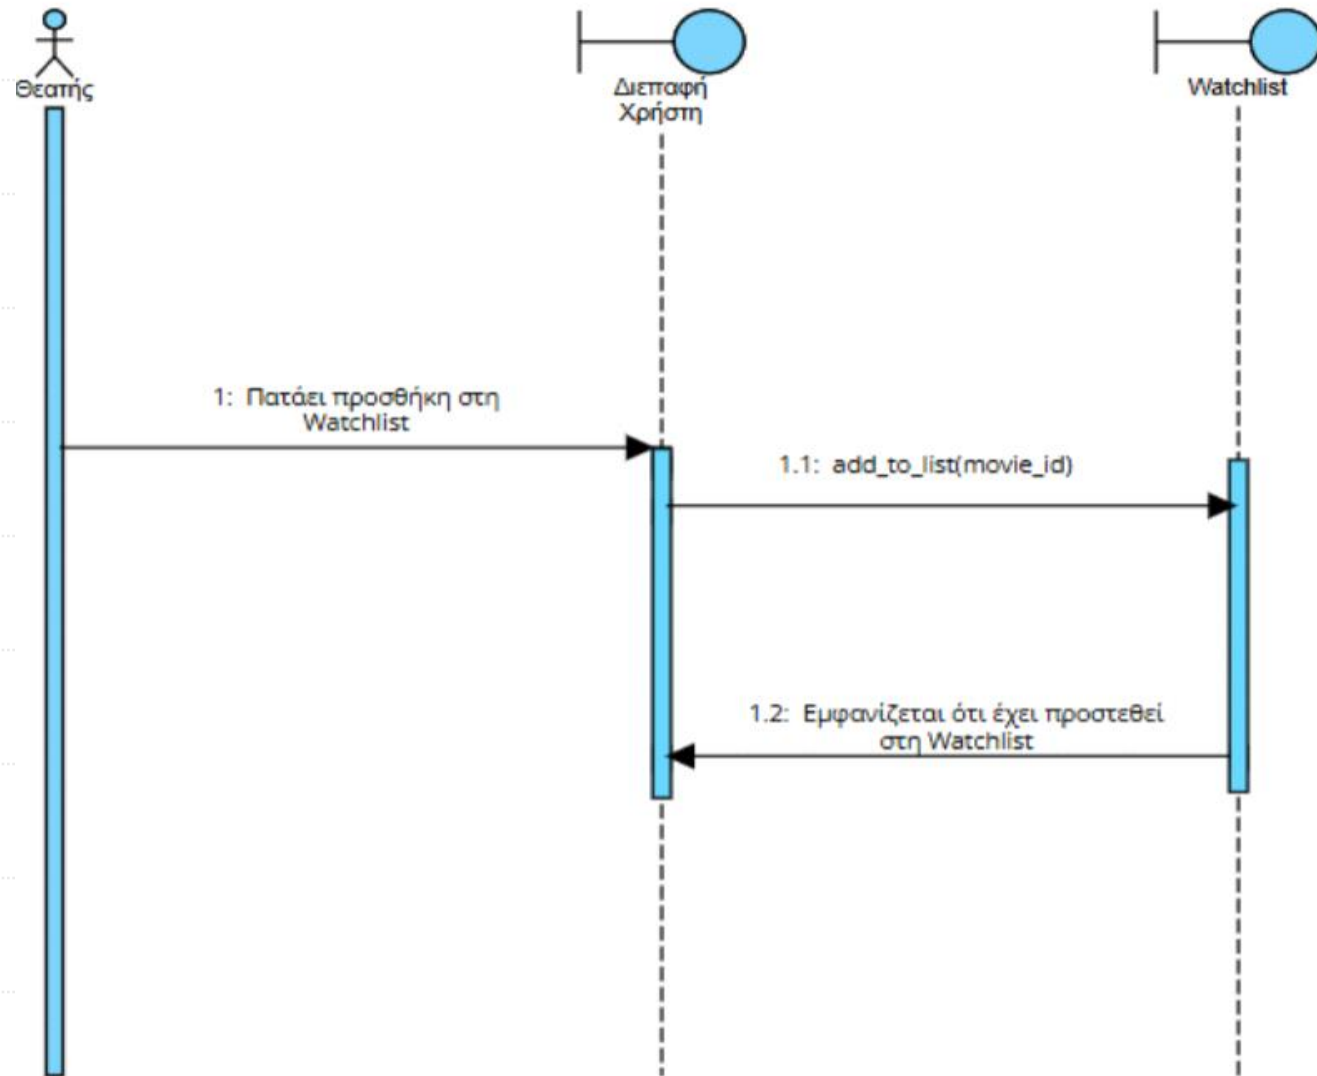 Θεατής
Διεπαφή
Χρήστη
Watchlist
1: Πατάει προσθήκη στη
Watchlist
1.1: add_to_list(movie_id)
1.2: Εμφανίζεται ότι έχει προστεθεί
στη Watchlist